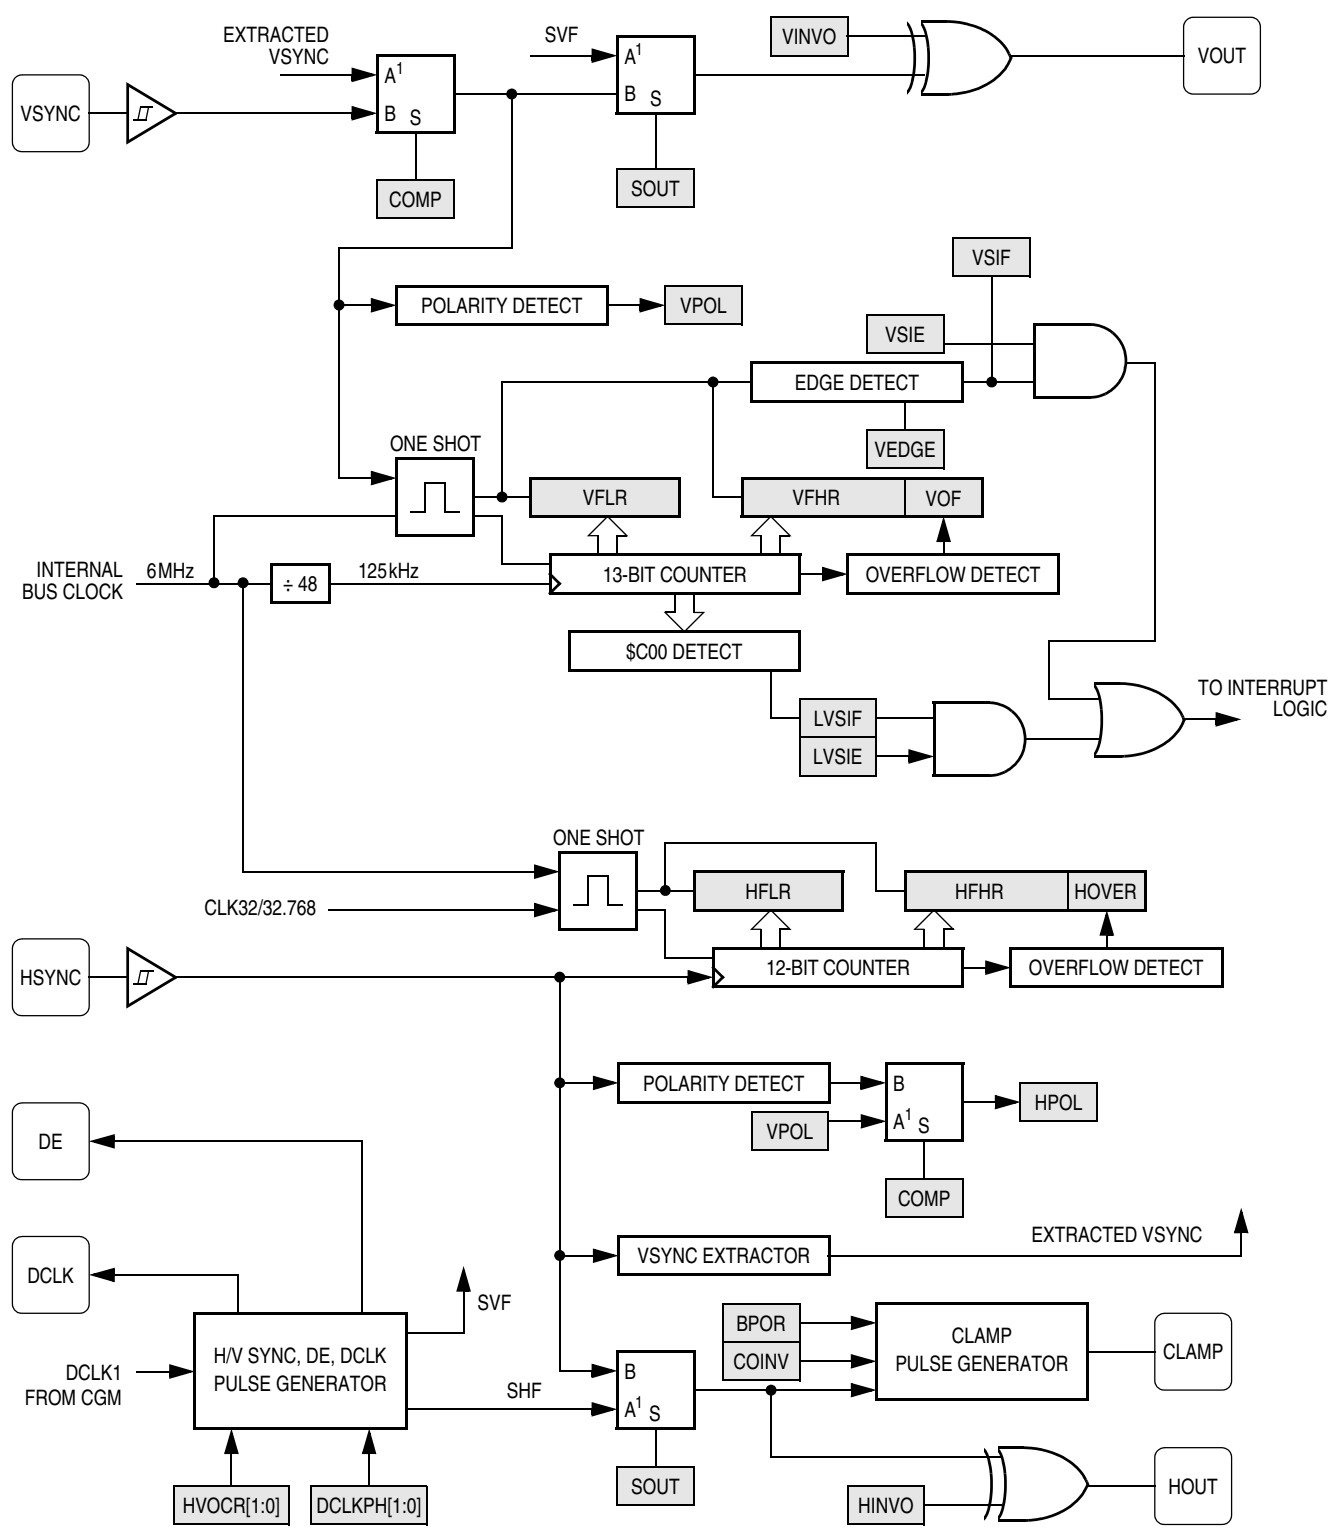 EXTRACTED
VSYNC
SVF
VINVO
VOUT
A1
B S
A1
B S
VSYNC
COMP
SOUT
VSIF
POLARITY DETECT
VPOL
VSIE
EDGE DETECT
VEDGE
ONE SHOT
VFLR
VFHR
VOF
INTERNAL
BUS CLOCK
6MHz
÷ 48
125kHz
13-BIT COUNTER
OVERFLOW DETECT
$C00 DETECT
LVSIF
LVSIE
TO INTERRUPT
LOGIC
ONE SHOT
HFLR
HFHR
HOVER
CLK32/32.768
HSYNC
12-BIT COUNTER
OVERFLOW DETECT
POLARITY DETECT
B
A1 S
VPOL
HPOL
COMP
DE
VSYNC EXTRACTOR
EXTRACTED VSYNC
DCLK
SVF
H/V SYNC, DE, DCLK
PULSE GENERATOR
DCLK1
FROM CGM
SHF
B
A1 S
BPOR
COINV
CLAMP
PULSE GENERATOR
CLAMP
SOUT
HVOCR[1:0]
DCLKPH[1:0]
HINVO
HOUT